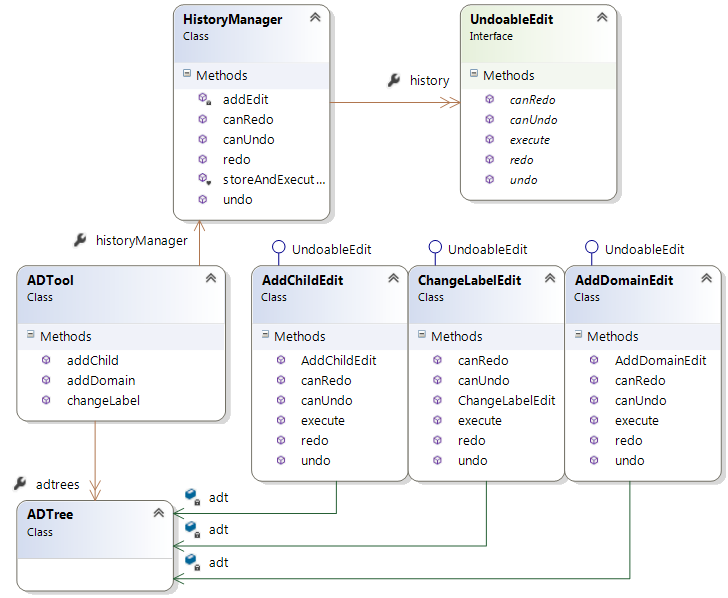 HistoryManager
Class
Methods
addEdit
canRedo
canUndo
redo
storeAndExecut...
undo
history
UndoableEdit
Interface
Methods
canRedo
canUndo
execute
redo
undo
historyManager
UndoableEdit
UndoableEdit
UndoableEdit
ADTool
Class
Methods
addChild
addDomain
changeLabel
AddChildEdit
Class
Methods
AddChildEdit
canRedo
canUndo
execute
redo
undo
ChangeLabelEdit
Class
Methods
canRedo
canUndo
ChangeLabelEdit
execute
redo
undo
AddDomainEdit
Class
Methods
AddDomainEdit
canRedo
canUndo
execute
redo
undo
adtrees
ADTree
Class
adt
adt
adt